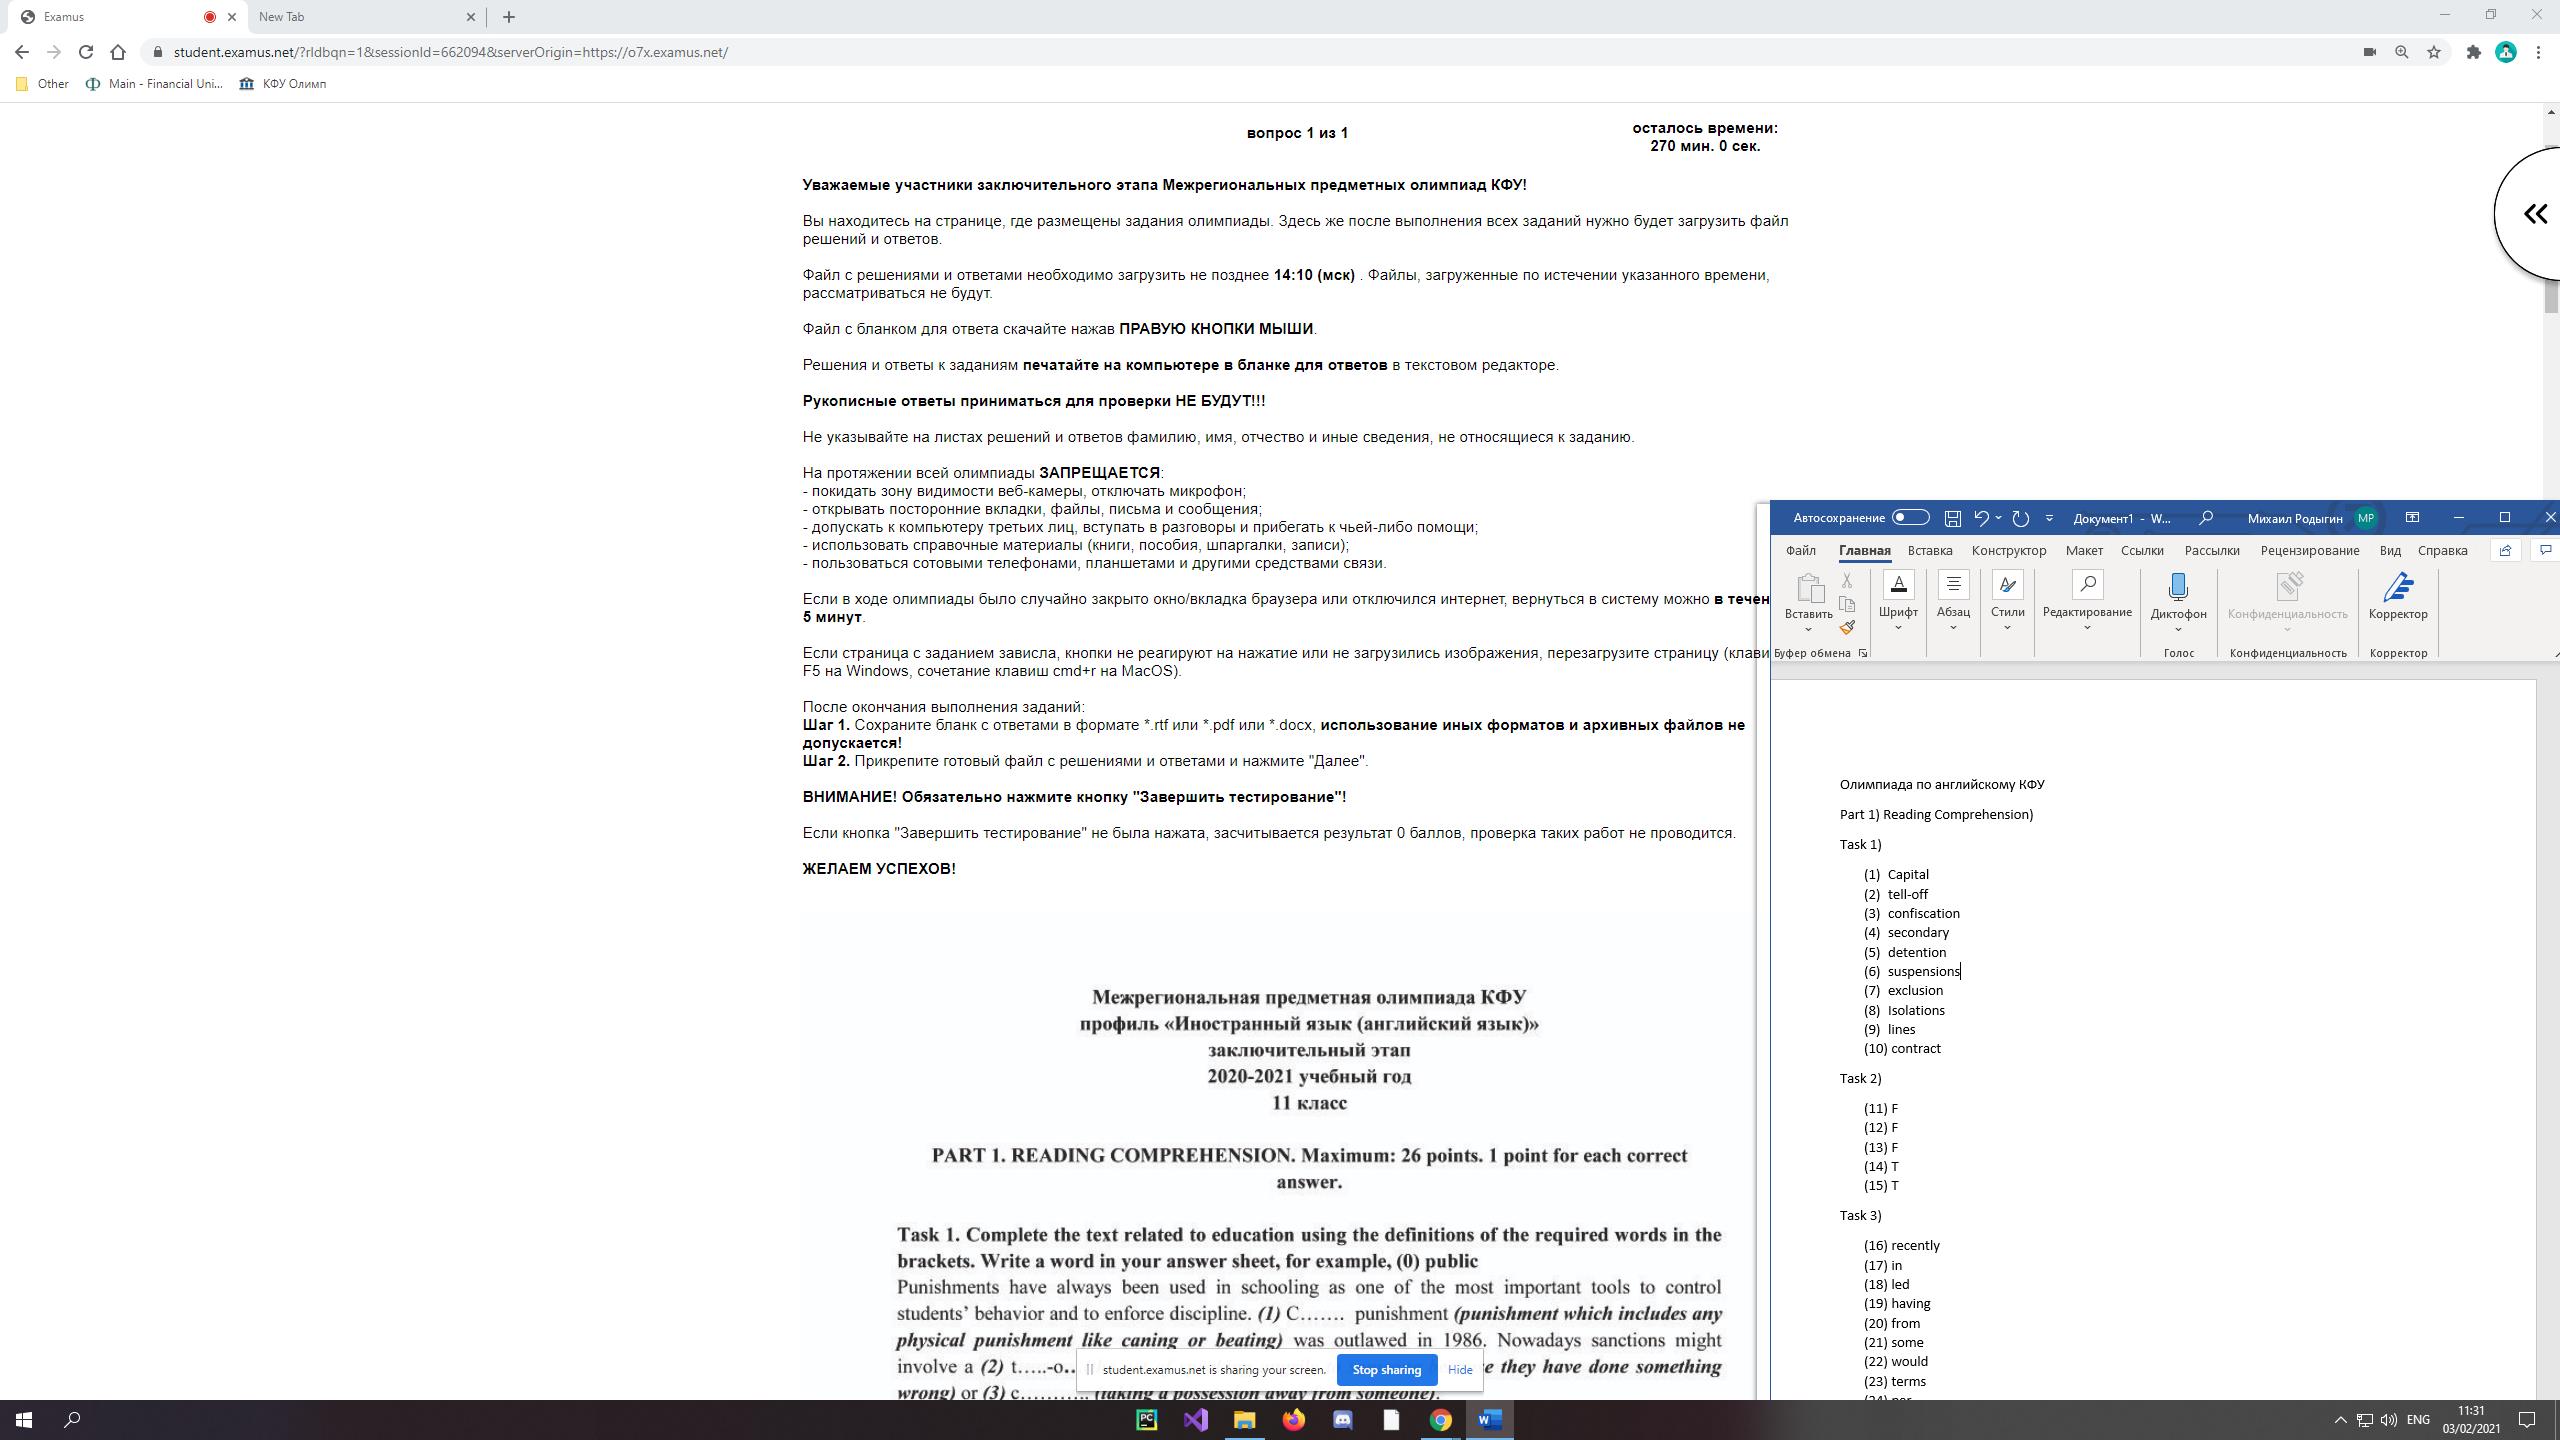 Examus
New Tab
student.examus.net/?rldbqn=1&sessionId=662094&serverOrigin=https://o7x.examus.net/
Other
Main - Financial Uni...
КФУ Олимп
вопрос 1 из 1
осталось времени:
270 мин. 0 сек.
Уважаемые участники заключительного этапа Межрегиональных предметных олимпиад КФУ!
Вы находитесь на странице, где размещены задания олимпиады. Здесь же после выполнения всех заданий нужно будет загрузить файл
решений и ответов.
Файл с решениями и ответами необходимо загрузить не позднее 14:10 (мск) . Файлы, загруженные по истечении указанного времени,
рассматриваться не будут.
Файл с бланком для ответа скачайте нажав ПРАВУЮ КНОПКИ МЫШИ.
Решения и ответы к заданиям печатайте на компьютере в бланке для ответов в текстовом редакторе.
Рукописные ответы приниматься для проверки НЕ БУДУТ!!!
Не указывайте на листах решений и ответов фамилию, имя, отчество и иные сведения, не относящиеся к заданию.
На протяжении всей олимпиады ЗАПРЕЩАЕТСЯ:
- покидать зону видимости веб-камеры, отключать микрофон;
- открывать посторонние вкладки, файлы, письма и сообщения;
- допускать к компьютеру третьих лиц, вступать в разговоры и прибегать к чьей-либо помощи;
- использовать справочные материалы (книги, пособия, шпаргалки, записи);
- пользоваться сотовыми телефонами, планшетами и другими средствами связи.
Если в ходе олимпиады было случайно закрыто окно/вкладка браузера или отключился интернет, вернуться в систему можно в течен
5 минут.
Если страница с заданием зависла, кнопки не реагируют на нажатие или не загрузились изображения, перезагрузите страницу (клави
F5 на Windows, сочетание клавиш cmd+r на MacOS).
После окончания выполнения заданий:
Шаг 1. Сохраните бланк с ответами в формате *.rtf или *.pdf или *.docx, использование иных форматов и архивных файлов не
допускается!
Шаг 2. Прикрепите готовый файл с решениями и ответами и нажмите "Далее".
ВНИМАНИЕ! Обязательно нажмите кнопку "Завершить тестирование"!
Если кнопка "Завершить тестирование" не была нажата, засчитывается результат 0 баллов, проверка таких работ не проводится.
ЖЕЛАЕМ УСПЕХОВ!
Межрегиональная предметная олимпиада КФУ
профиль «Иностранный язык (английский язык)»
заключительный этап
2020-2021 учебный год
11 класс
PART 1. READING COMPREHENSION. Maximum: 26 points. 1 point for each correct
answer.
Task 1. Complete the text related to education using the definitions of the required words in the
brackets. Write a word in your answer sheet, for example, (0) public
Punishments have always been used in schooling as one of the most important tools to control
students' behavior and to enforce discipline. (1) C……. punishment (punishment which includes any
physical punishment like caning or beating) was outlawed in 1986. Nowadays sanctions might
involve a (2) t…..-o.. they have done something
wrong) or (3) c………. (taking a possession away from someone).
student.examus.net is sharing your screen.
Stop sharing
Hide
Автосохранение
Документ1 - W...
Михаил Родыгин
МР
Файл
Главная
Вставка
Конструктор
Макет
Ссылки
Рассылки
Рецензирование
Вид
Справка
Вставить
Шрифт
Абзац
Стили
Редактирование
Диктофон
Конфиденциальность
Корректор
Буфер обмена
Голос
Конфиденциальность
Корректор
Олимпиада по английскому КФУ
Part 1) Reading Comprehension)
Task 1)
(1) Capital
(2) tell-off
(3) confiscation
(4) secondary
(5) detention
(6) suspensions
(7) exclusion
(8) Isolations
(9) lines
(10) contract
Task 2)
(11) F
(12) F
(13) F
(14) T
(15) T
Task 3)
(16) recently
(17) in
(18) led
(19) having
(20) from
(21) some
(22) would
(23) terms
ENG
11:31
03/02/2021